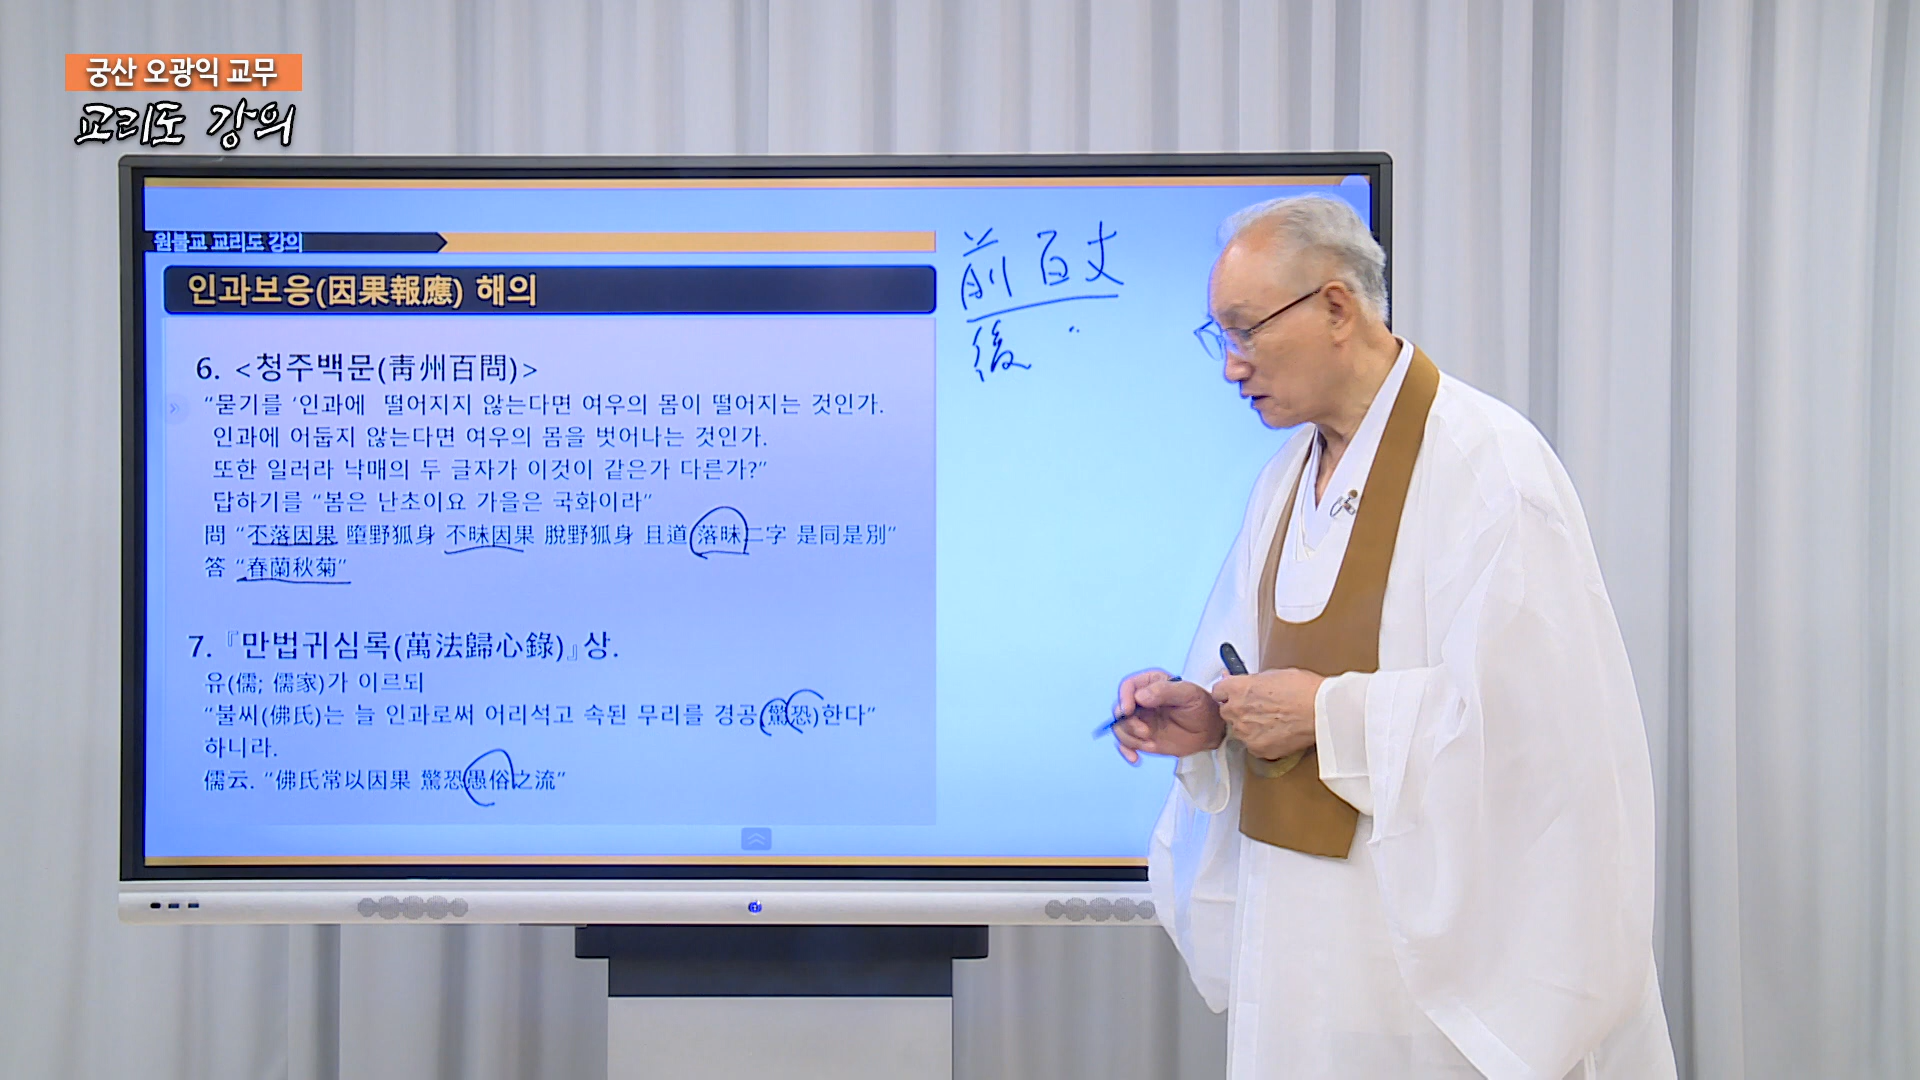 궁산 오광익 교무
교리도 강의
원불교 교리도 강의
인과보응(因果報應) 해의
6. <청주백문(靑州百問)>
“묻기를 ‘인과에 떨어지지 않는다면 여우의 몸이 떨어지는 것인가.
인과에 어둡지 않는다면 여우의 몸을 벗어나는 것인가.
또한 일러라 낙매의 두 글자가 이것이 같은가 다른가?”
답하기를 “봄은 난초이요 가을은 국화이라”
問 “不落因果 墮野狐身 不昧因果 脫野狐身 且道 落昧二字 是同是別”
答 “春蘭秋菊”
7. 『만법귀심록(萬法歸心錄)』상.
유(儒; 儒家)가 이르되
“불씨(佛氏)는 늘 인과로써 어리석고 속된 무리를 경공(驚恐)한다”
하니라.
儒云. “佛氏常以因果 驚恐愚俗之流”
前 百丈
後 〃